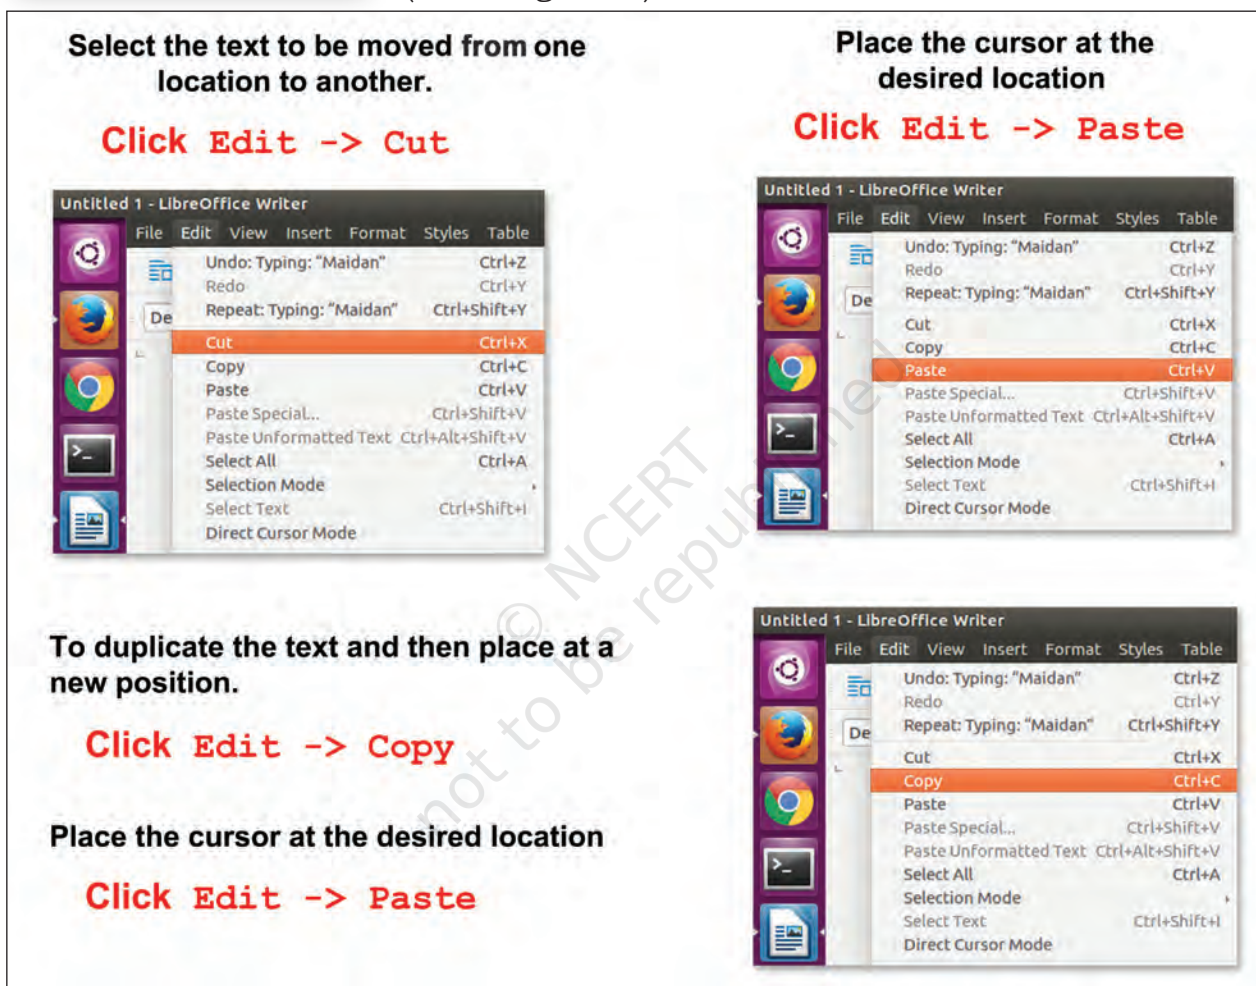 Select the text to be moved from one
location to another.
Click Edit -> Cut
Untitled 1 - LibreOffice Writer
File Edit View Insert Format Styles Table
Undo: Typing: “Maidan” Ctrl+Z
Redo Ctrl+Y
Repeat: Typing: “Maidan” Ctrl+Shift+Y
De
Cut Ctrl+X
Copy Ctrl+C
Paste Ctrl+V
Paste Special... Ctrl+Shift+V
Paste Unformatted Text Ctrl+Alt+Shift+V
Select All Ctrl+A
Selection Mode
Select Text Ctrl+Shift+I
Direct Cursor Mode
Place the cursor at the
desired location
Click Edit -> Paste
Untitled 1 - LibreOffice Writer
File Edit View Insert Format Styles Table
Undo: Typing: “Maidan” Ctrl+Z
Redo Ctrl+Y
Repeat: Typing: “Maidan” Ctrl+Shift+Y
De
Cut Ctrl+X
Copy Ctrl+C
Paste Ctrl+V
Paste Special... Ctrl+Shift+V
Paste Unformatted Text Ctrl+Alt+Shift+V
Select All Ctrl+A
Selection Mode
Select Text Ctrl+Shift+I
Direct Cursor Mode
To duplicate the text and then place at a
new position.
Click Edit -> Copy
Place the cursor at the desired location
Click Edit -> Paste
Untitled 1 - LibreOffice Writer
File Edit View Insert Format Styles Table
Undo: Typing: “Maidan” Ctrl+Z
Redo Ctrl+Y
Repeat: Typing: “Maidan” Ctrl+Shift+Y
De
Cut Ctrl+X
Copy Ctrl+C
Paste Ctrl+V
Paste Special... Ctrl+Shift+V
Paste Unformatted Text Ctrl+Alt+Shift+V
Select All Ctrl+A
Selection Mode
Select Text Ctrl+Shift+I
Direct Cursor Mode
© NCERT
not to be republished